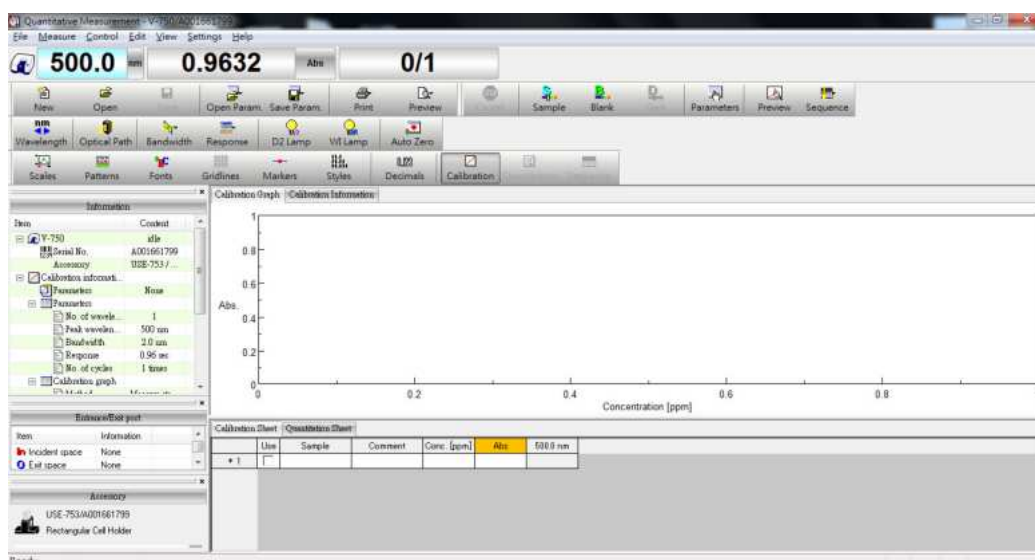 Quantitative Measurement - V-750/A001661799
File Measure Control Edit View Settings Help
500.0 nm 0.9632 Abs 0/1
New Open Open Param. Save Param. Print Preview Sample Blank Parameters Preview Sequence
Wavelength Optical Path Bandwidth Response D2 Lamp WI Lamp Auto Zero
Scales Patterns Fonts Gridlines Markers Styles Decimals Calibration
Calibration Graph Calibration Information
Information
Item Content
V-750 idle
Serial No. A001661799
Accessory USE-753 / ...
Calibration informati...
Parameters None
Parameters
No. of wavele... 1
Peak wavelen... 500 nm
Bandwidth 2.0 nm
Response 0.96 sec
No. of cycles 1 times
Calibration graph
1
0.8
0.6
Abs.
0.4
0.2
0
0 0.2 0.4 0.6 0.8
Concentration [ppm]
Entrance/Exit port
Item Information
In Incident space None
O Exit space None
Accessory
USE-753/A001661799
Rectangular Cell Holder
Calibration Sheet Quantitation Sheet
Use Sample Comment Conc. [ppm] Abs 500.0 nm
* 1